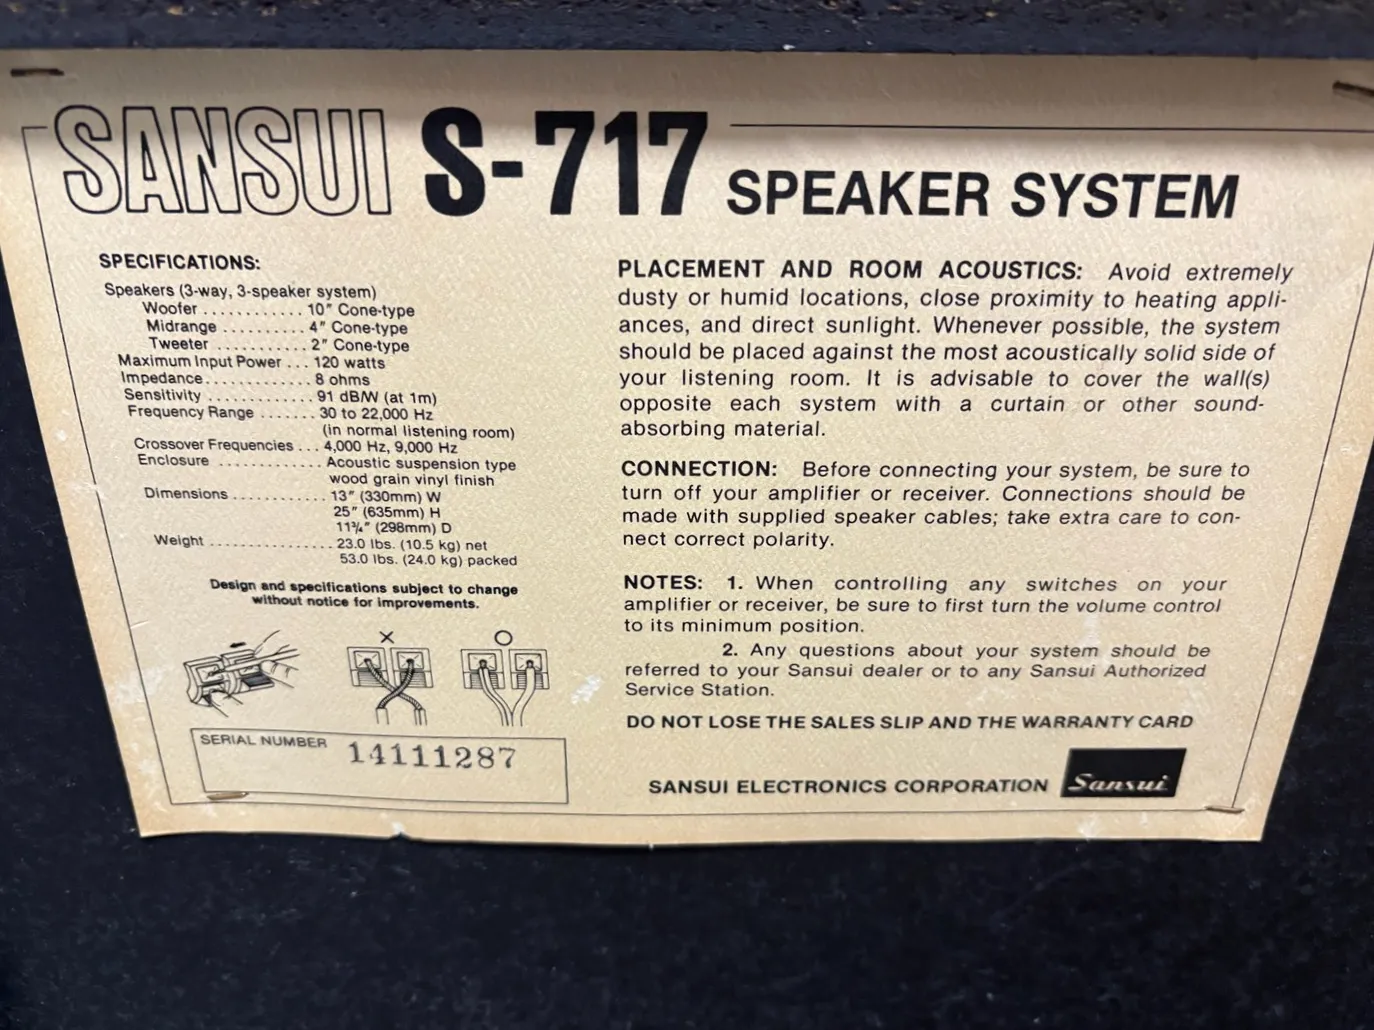 SANSUI S-717 SPEAKER SYSTEM
SPECIFICATIONS:
Speakers (3-way, 3-speaker system)
Woofer ............ 10" Cone-type
Midrange .......... 4" Cone-type
Tweeter ........... 2" Cone-type
Maximum Input Power ... 120 watts
Impedance ............. 8 ohms
Sensitivity ............. 91 dB/W (at 1m)
Frequency Range ....... 30 to 22,000 Hz
(in normal listening room)
Crossover Frequencies ... 4,000 Hz, 9,000 Hz
Enclosure ............. Acoustic suspension type
wood grain vinyl finish
Dimensions ............ 13" (330mm) W
25" (635mm) H
11¾" (298mm) D
Weight ................ 23.0 lbs. (10.5 kg) net
53.0 lbs. (24.0 kg) packed
Design and specifications subject to change
without notice for improvements.
X O
SERIAL NUMBER 14111287
PLACEMENT AND ROOM ACOUSTICS: Avoid extremely
dusty or humid locations, close proximity to heating appli-
ances, and direct sunlight. Whenever possible, the system
should be placed against the most acoustically solid side of
your listening room. It is advisable to cover the wall(s)
opposite each system with a curtain or other sound-
absorbing material.
CONNECTION: Before connecting your system, be sure to
turn off your amplifier or receiver. Connections should be
made with supplied speaker cables; take extra care to con-
nect correct polarity.
NOTES: 1. When controlling any switches on your
amplifier or receiver, be sure to first turn the volume control
to its minimum position.
2. Any questions about your system should be
referred to your Sansui dealer or to any Sansui Authorized
Service Station.
DO NOT LOSE THE SALES SLIP AND THE WARRANTY CARD
SANSUI ELECTRONICS CORPORATION Sansui